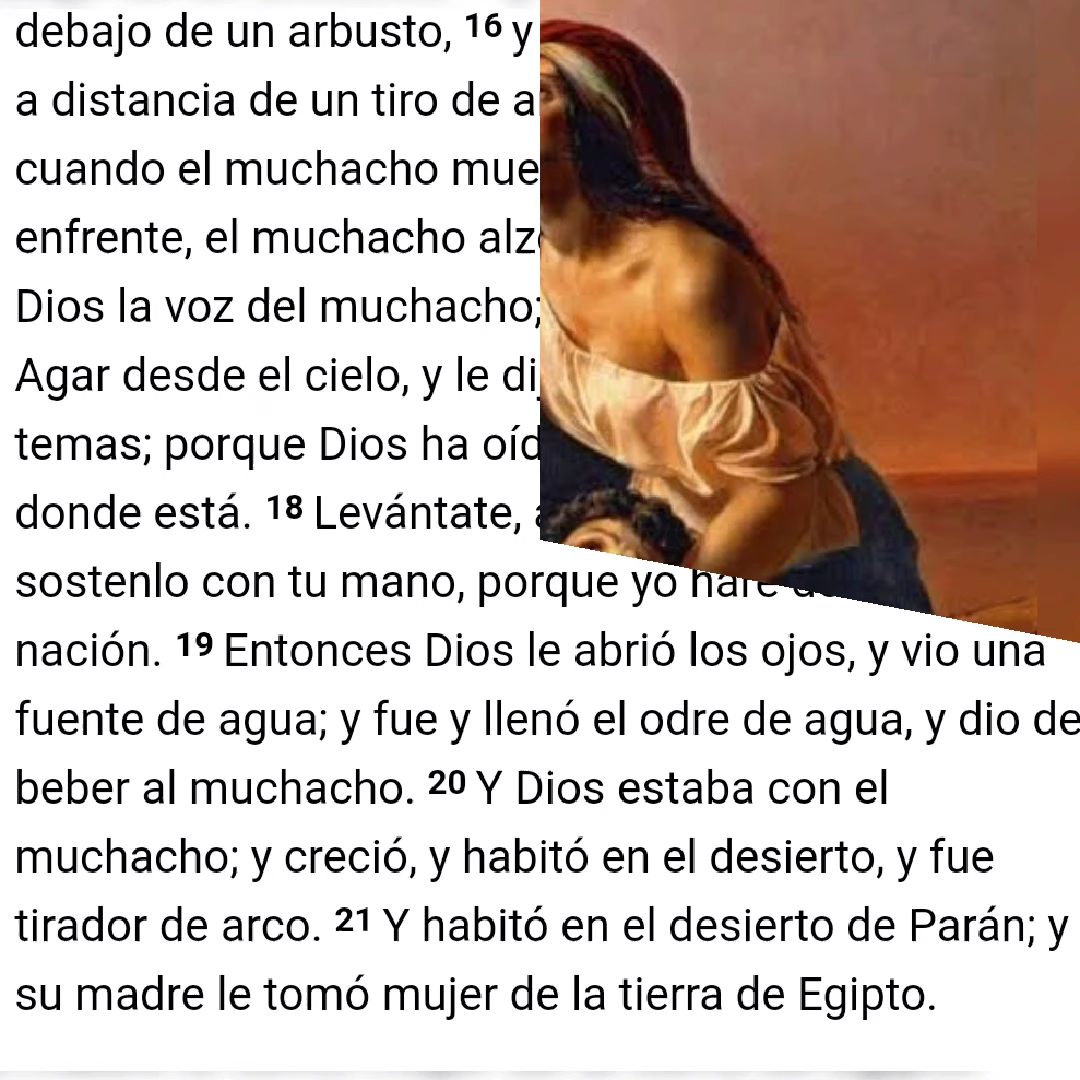 debajo de un arbusto, 16 y
a distancia de un tiro de
cuando el muchacho
enfrente, el muchacho
Dios la voz del muchacho;
Agar desde el cielo, y le
temas; porque Dios ha
donde está. 18 Levántate,
sostenlo con tu mano, porque yo haré
nación. 19 Entonces Dios le abrió los ojos, y vio una
fuente de agua; y fue y llenó el odre de agua, y dio de
beber al muchacho. 20 Y Dios estaba con el
muchacho; y creció, y habitó en el desierto, y fue
tirador de arco. 21 Y habitó en el desierto de Parán; y
su madre le tomó mujer de la tierra de Egipto.